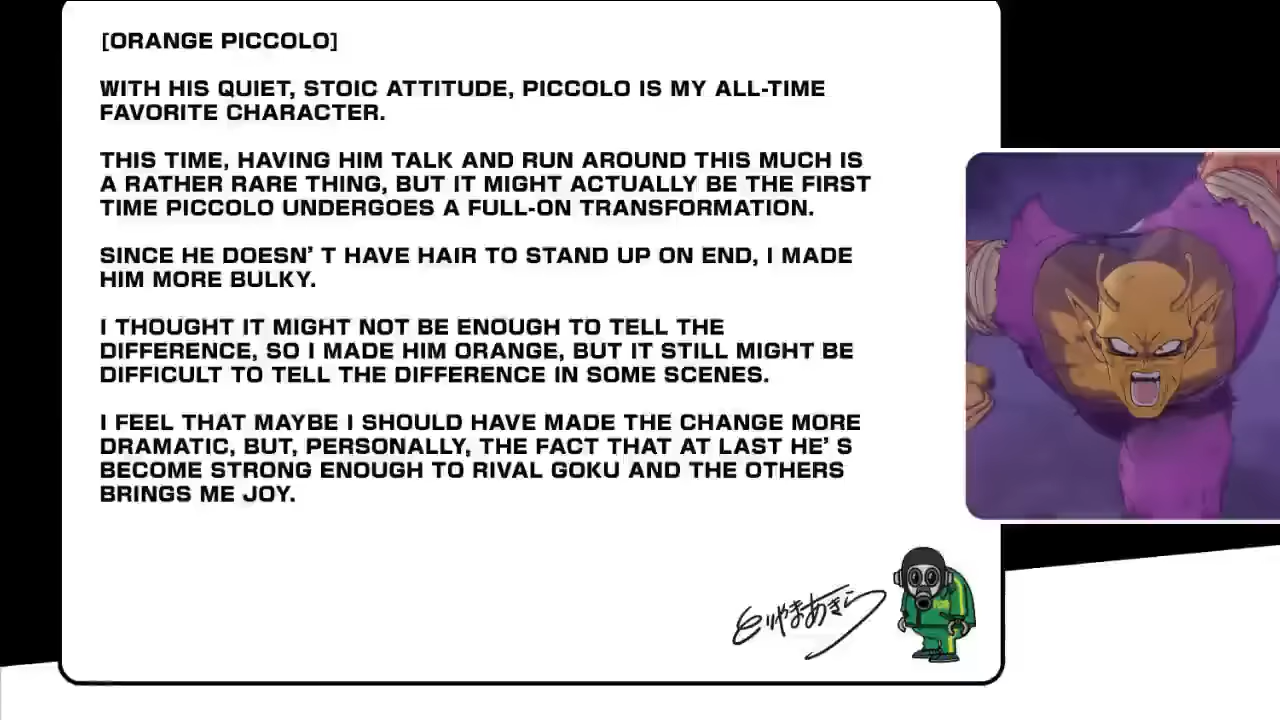 [ORANGE PICCOLO]
WITH HIS QUIET, STOIC ATTITUDE, PICCOLO IS MY ALL-TIME
FAVORITE CHARACTER.
THIS TIME, HAVING HIM TALK AND RUN AROUND THIS MUCH IS
A RATHER RARE THING, BUT IT MIGHT ACTUALLY BE THE FIRST
TIME PICCOLO UNDERGOES A FULL-ON TRANSFORMATION.
SINCE HE DOESN' T HAVE HAIR TO STAND UP ON END, I MADE
HIM MORE BULKY.
I THOUGHT IT MIGHT NOT BE ENOUGH TO TELL THE
DIFFERENCE, SO I MADE HIM ORANGE, BUT IT STILL MIGHT BE
DIFFICULT TO TELL THE DIFFERENCE IN SOME SCENES.
I FEEL THAT MAYBE I SHOULD HAVE MADE THE CHANGE MORE
DRAMATIC, BUT, PERSONALLY, THE FACT THAT AT LAST HE' S
BECOME STRONG ENOUGH TO RIVAL GOKU AND THE OTHERS
BRINGS ME JOY.
とりやまあきら